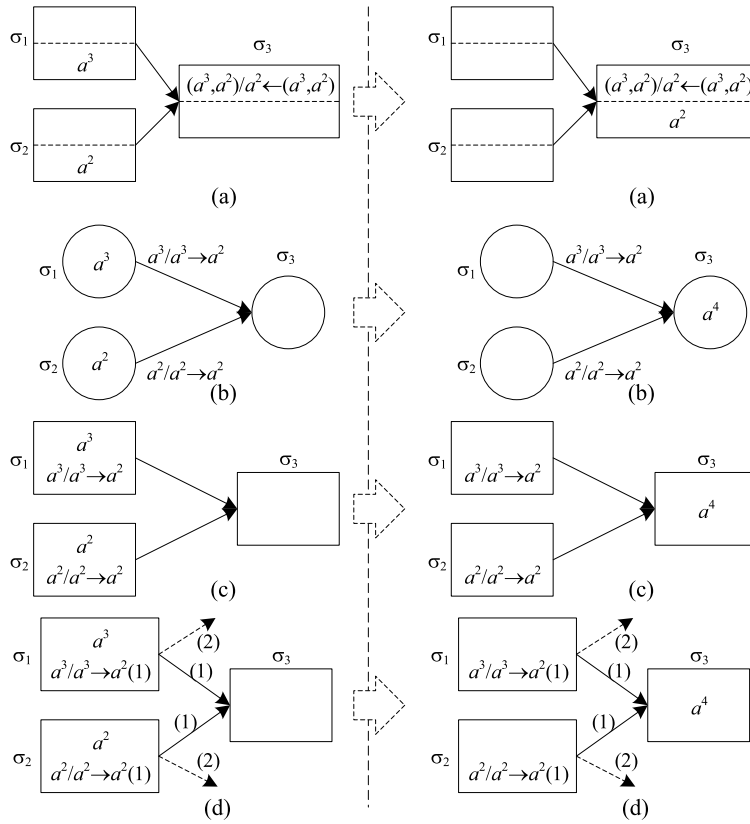 σ₁
a³
σ₂
a²
σ₃
(a³,a²)/a²←(a³,a²)
(a)
σ₁
σ₂
σ₃
(a³,a²)/a²←(a³,a²)
a²
(a)
σ₁
a³
a³/a³→a²
σ₂
a²
a²/a²→a²
σ₃
(b)
σ₁
a³/a³→a²
σ₂
a²/a²→a²
σ₃
a⁴
(b)
σ₁
a³
a³/a³→a²
σ₂
a²
a²/a²→a²
σ₃
(c)
σ₁
a³/a³→a²
σ₂
a²/a²→a²
σ₃
a⁴
(c)
σ₁
a³
a³/a³→a²(1)
(2)
(1)
σ₂
a²
a²/a²→a²(1)
(1)
(2)
σ₃
(d)
σ₁
a³/a³→a²(1)
(2)
(1)
σ₂
a²/a²→a²(1)
(1)
(2)
σ₃
a⁴
(d)